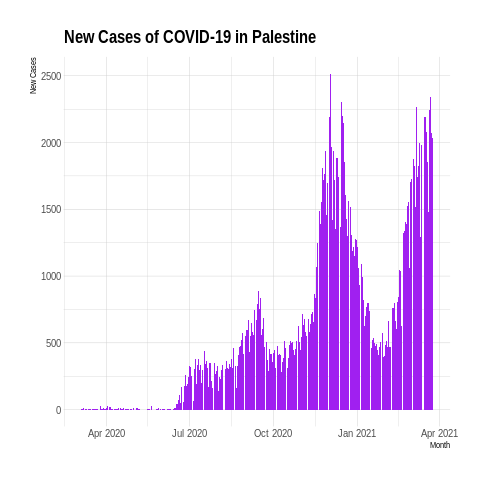 New Cases of COVID-19 in Palestine
New Cases
2500
2000
1500
1000
500
0
Apr 2020
Jul 2020
Oct 2020
Jan 2021
Apr 2021
Month